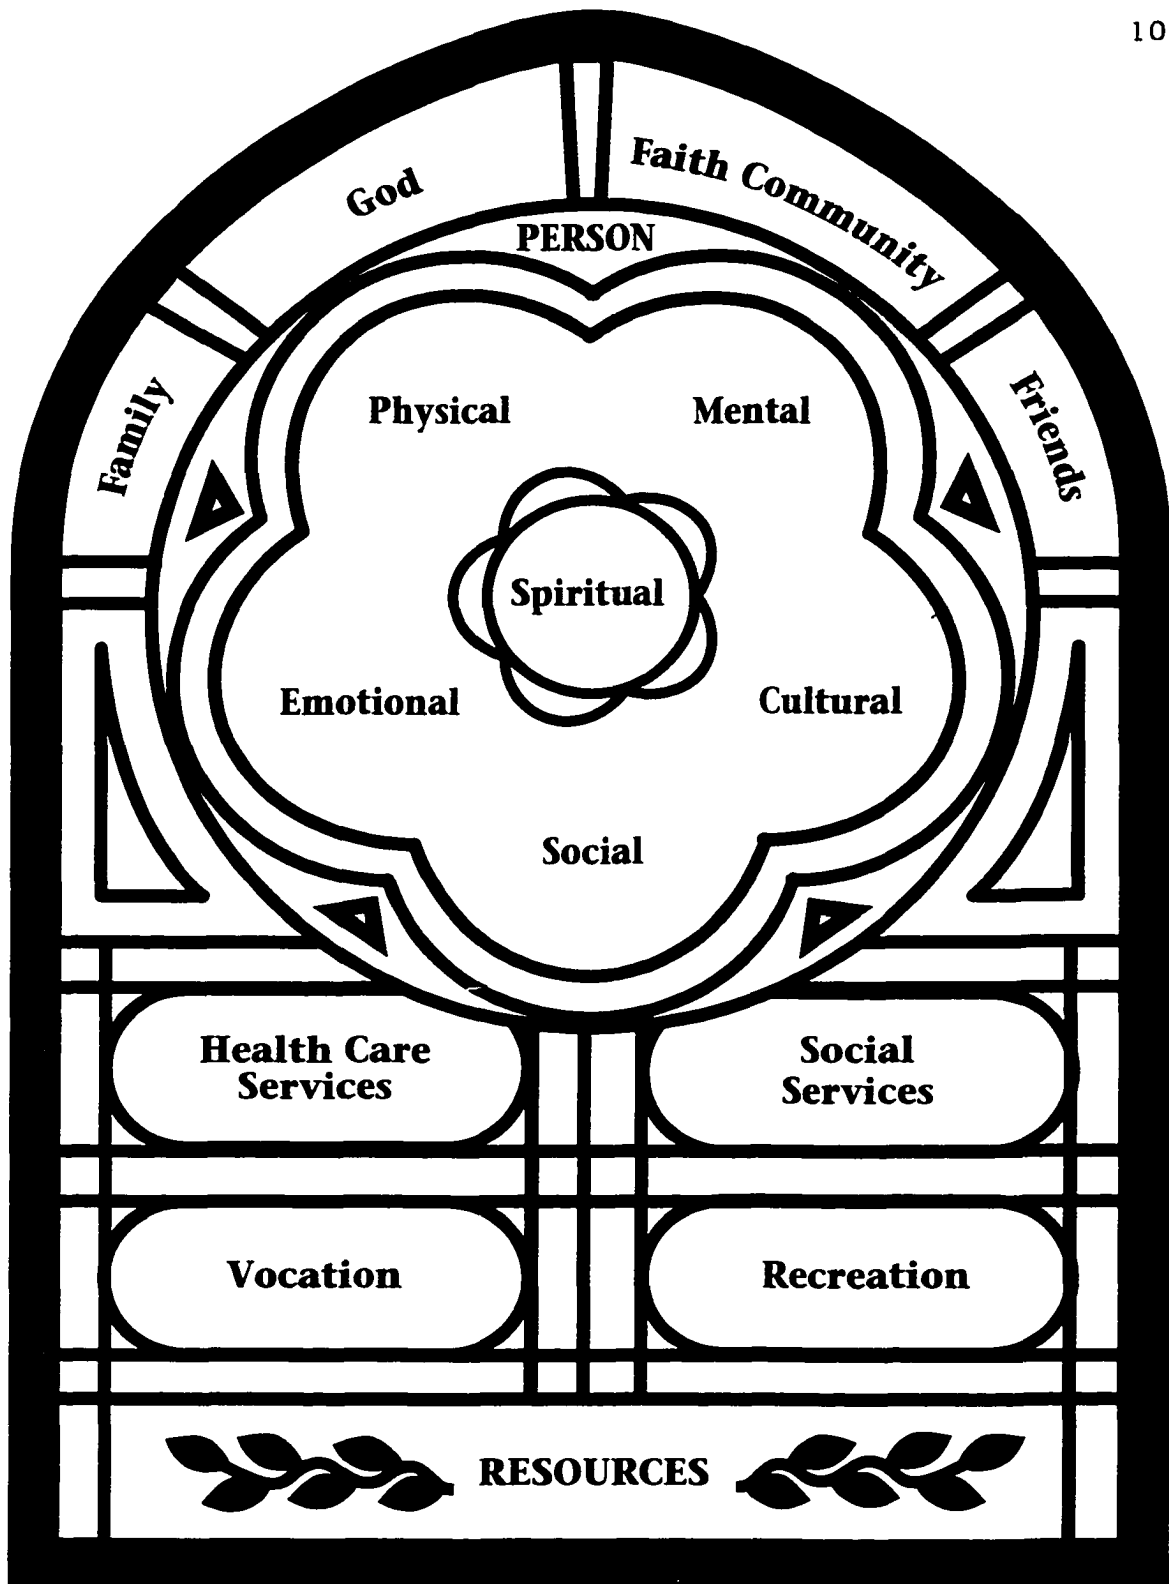 10
God
Faith Community
PERSON
Family
Friends
Physical
Mental
Spiritual
Emotional
Cultural
Social
Health Care
Services
Social
Services
Vocation
Recreation
RESOURCES